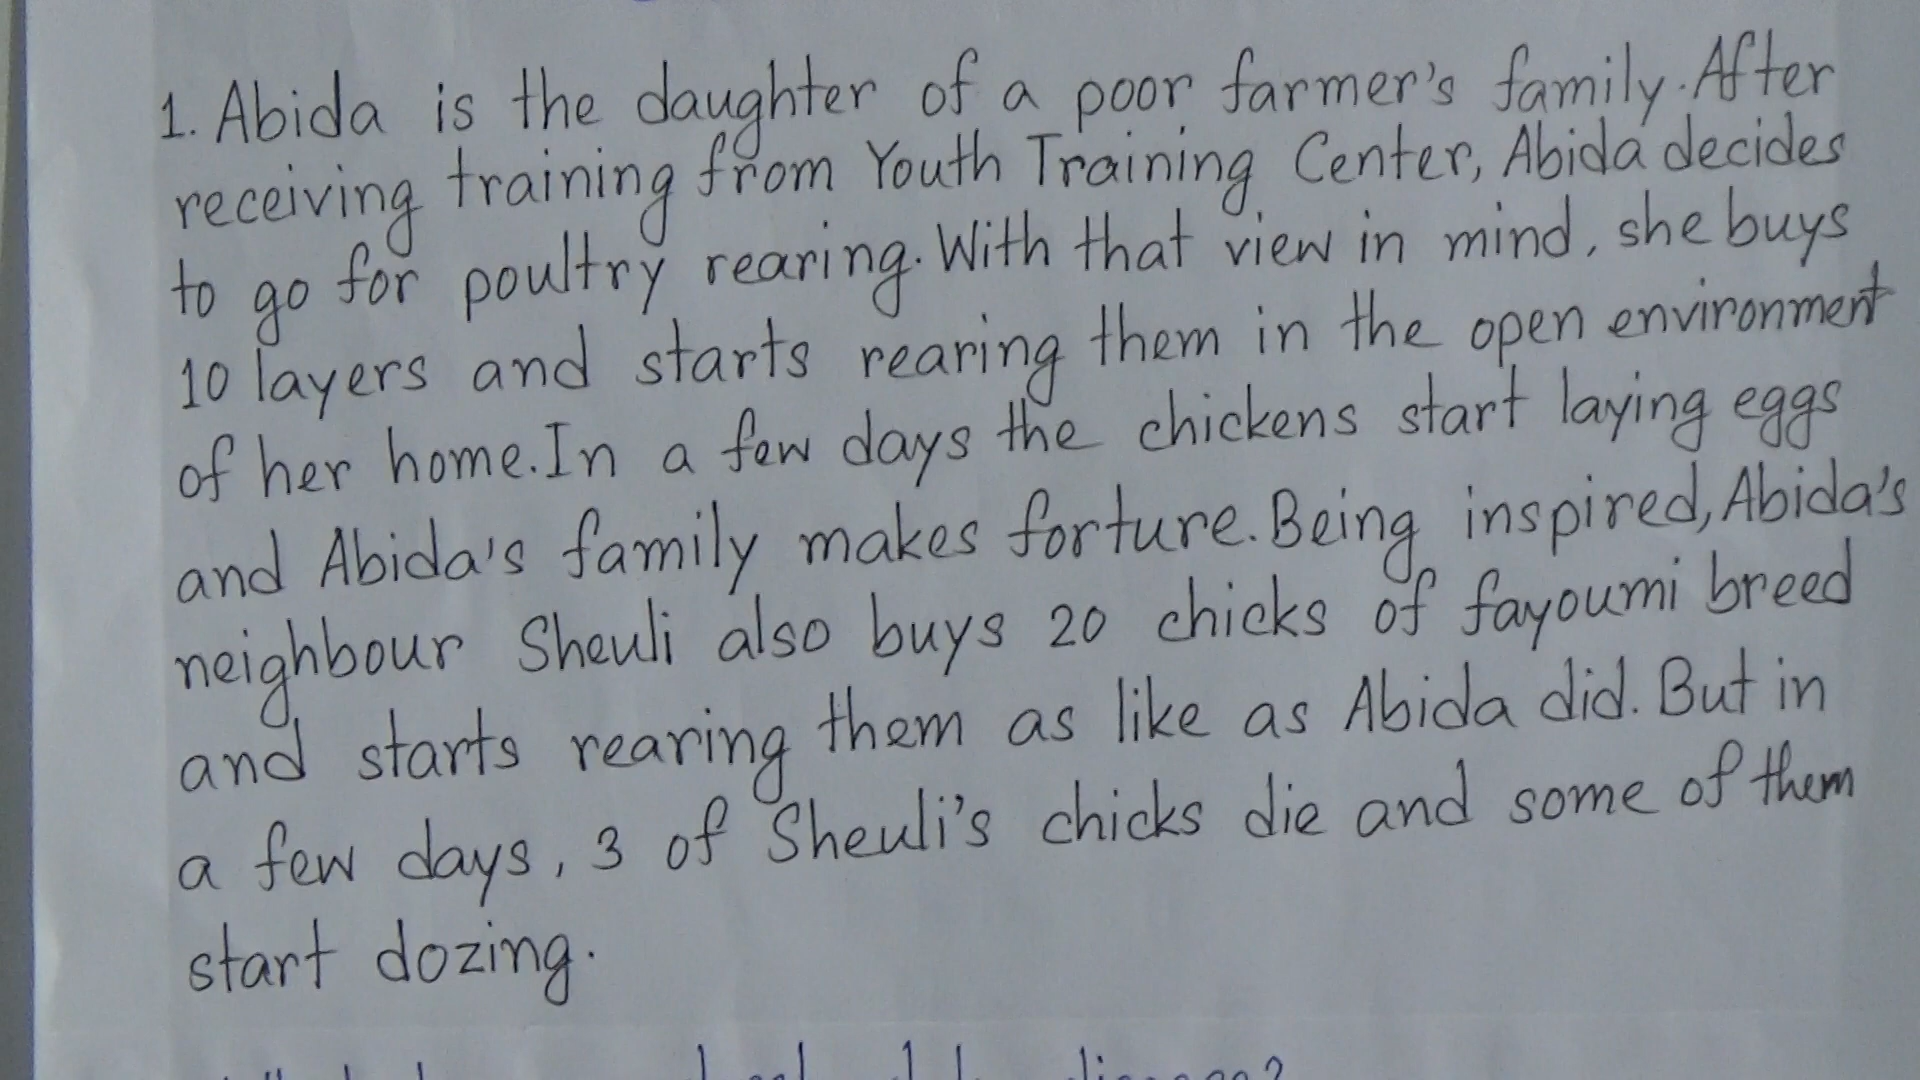 1. Abida is the daughter of a poor farmer's family. After
receiving training from Youth Training Center, Abida decides
to go for poultry rearing. With that view in mind, she buys
10 layers and starts rearing them in the open environment
of her home. In a few days the chickens start laying eggs
and Abida's family makes forture. Being inspired, Abida's
neighbour Sheuli also buys 20 chicks of fayoumi breed
and starts rearing them as like as Abida did. But in
a few days, 3 of Sheuli's chicks die and some of them
start dozing.